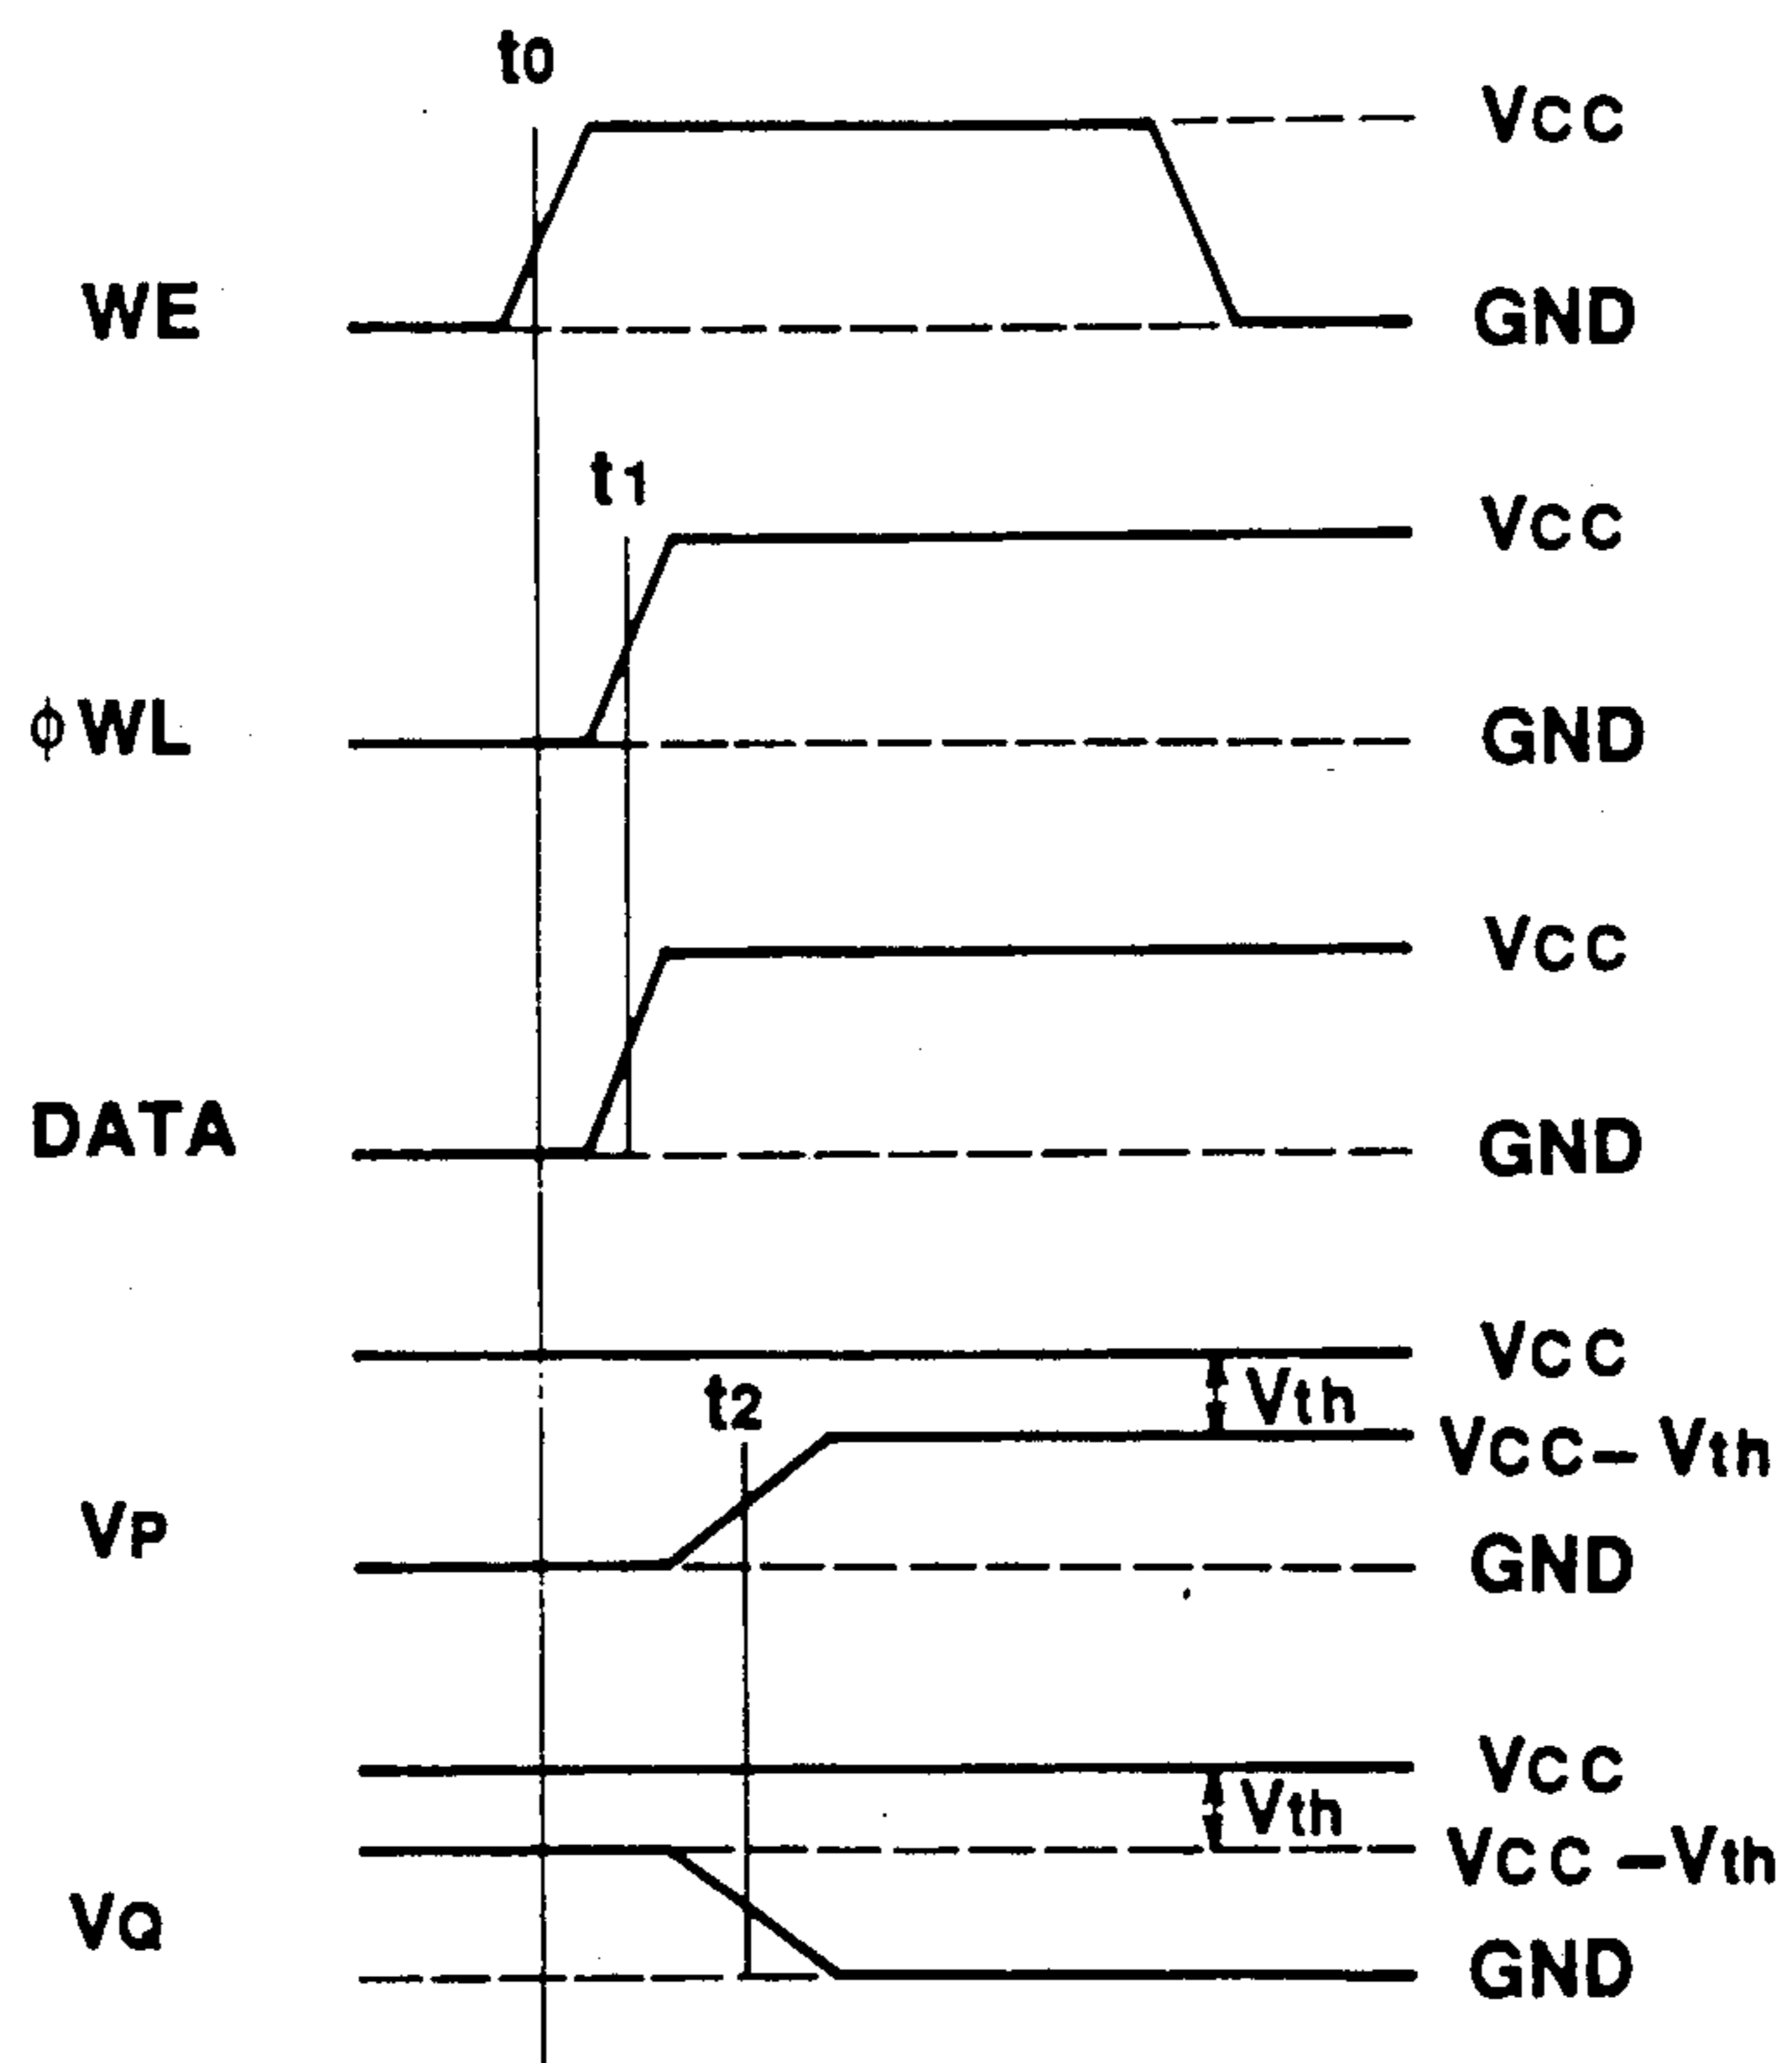 t0
VCC
WE
GND
t1
VCC
φWL
GND
VCC
DATA
GND
VCC
t2
Vth
VCC-Vth
VP
GND
VCC
Vth
VCC-Vth
VQ
GND